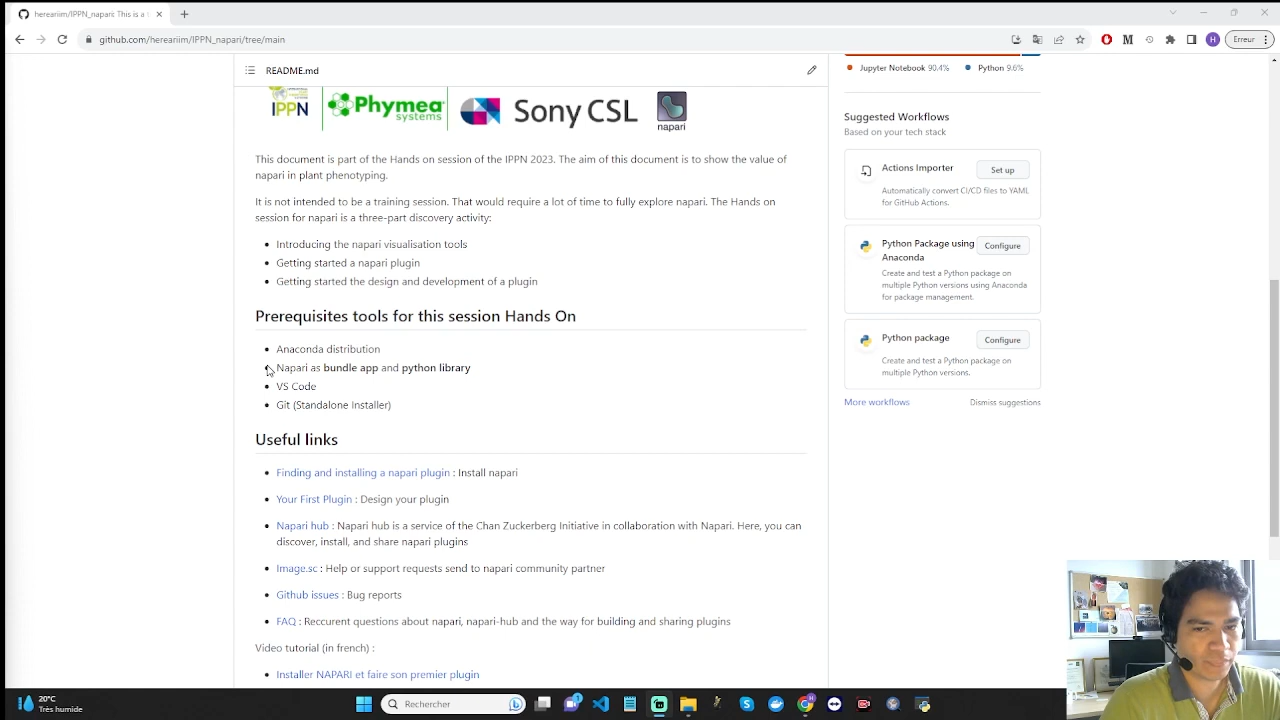 hereariim/IPPN_napari: This is a
github.com/hereariim/IPPN_napari/tree/main
M
H
Erreur
README.md
IPPN
Phymea
systems
Sony CSL
napari
This document is part of the Hands on session of the IPPN 2023. The aim of this document is to show the value of
napari in plant phenotyping.
It is not intended to be a training session. That would require a lot of time to fully explore napari. The Hands on
session for napari is a three-part discovery activity:
Introducing the napari visualisation tools
Getting started a napari plugin
Getting started the design and development of a plugin
Prerequisites tools for this session Hands On
Anaconda distribution
Napari as bundle app and python library
VS Code
Git (Standalone Installer)
Useful links
Finding and installing a napari plugin : Install napari
Your First Plugin : Design your plugin
Napari hub : Napari hub is a service of the Chan Zuckerberg Initiative in collaboration with Napari. Here, you can
discover, install, and share napari plugins
Image.sc : Help or support requests send to napari community partner
Github issues : Bug reports
FAQ : Reccurent questions about napari, napari-hub and the way for building and sharing plugins
Video tutorial (in french) :
Installer NAPARI et faire son premier plugin
Jupyter Notebook 90.4%
Python 9.6%
Suggested Workflows
Based on your tech stack
Actions Importer
Set up
Automatically convert CI/CD files to YAML
for GitHub Actions.
Python Package using
Anaconda
Configure
Create and test a Python package on
multiple Python versions using Anaconda
for package management.
Python package
Configure
Create and test a Python package on
multiple Python versions.
More workflows
Dismiss suggestions
20°C
Très humide
Rechercher